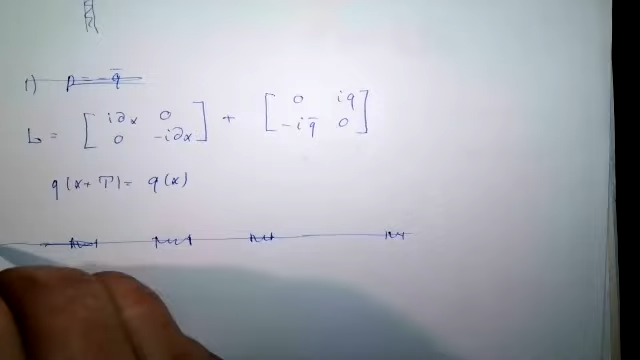 1) p = -q̄
L = [ i∂x 0 ; 0 -i∂x ] + [ 0 iq ; -iq̄ 0 ]
q(x+T) = q(x)